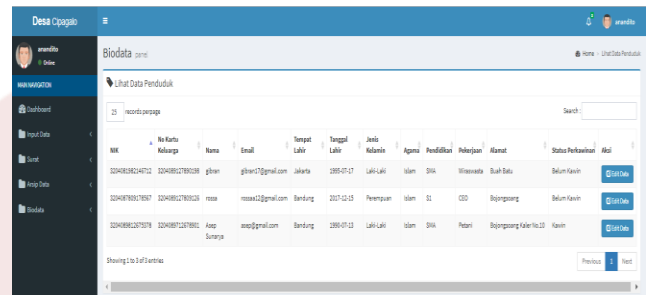 Desa Cipagalo
anandito
anandito
Online
Biodata panel
Home > Lihat Data Penduduk
MAIN NAVIGATION
Dashboard
Input Data
Surat
Arsip Data
Biodata
Lihat Data Penduduk
25 records perpage
Search :
NIK No Kartu Keluarga Nama Email Tempat Lahir Tanggal Lahir Jenis Kelamin Agama Pendidikan Pekerjaan Alamat Status Perkawinan Aksi
gibran gibran17@gmail.com Jakarta 1995-07-17 Laki-Laki Islam SMA Wiraswasta Buah Batu Belum Kawin Edit Data
rossa rossaa12@gmail.com Bandung 2017-12-15 Perempuan Islam S1 CEO Bojongsoang Belum Kawin Edit Data
Asep Sunarya asep@gmail.com Bandung 1990-07-13 Laki-Laki Islam SMA Petani Bojongsoang Kaler No.10 Kawin Edit Data
Showing 1 to 3 of 3 entries
Previous 1 Next